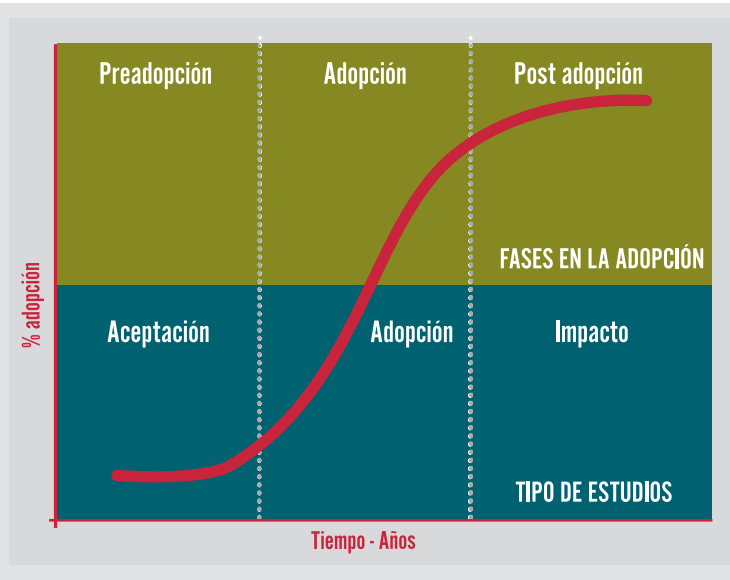 Preadopción
Adopción
Post adopción
FASES EN LA ADOPCIÓN
% adopción
Aceptación
Adopción
Impacto
TIPO DE ESTUDIOS
Tiempo - Años